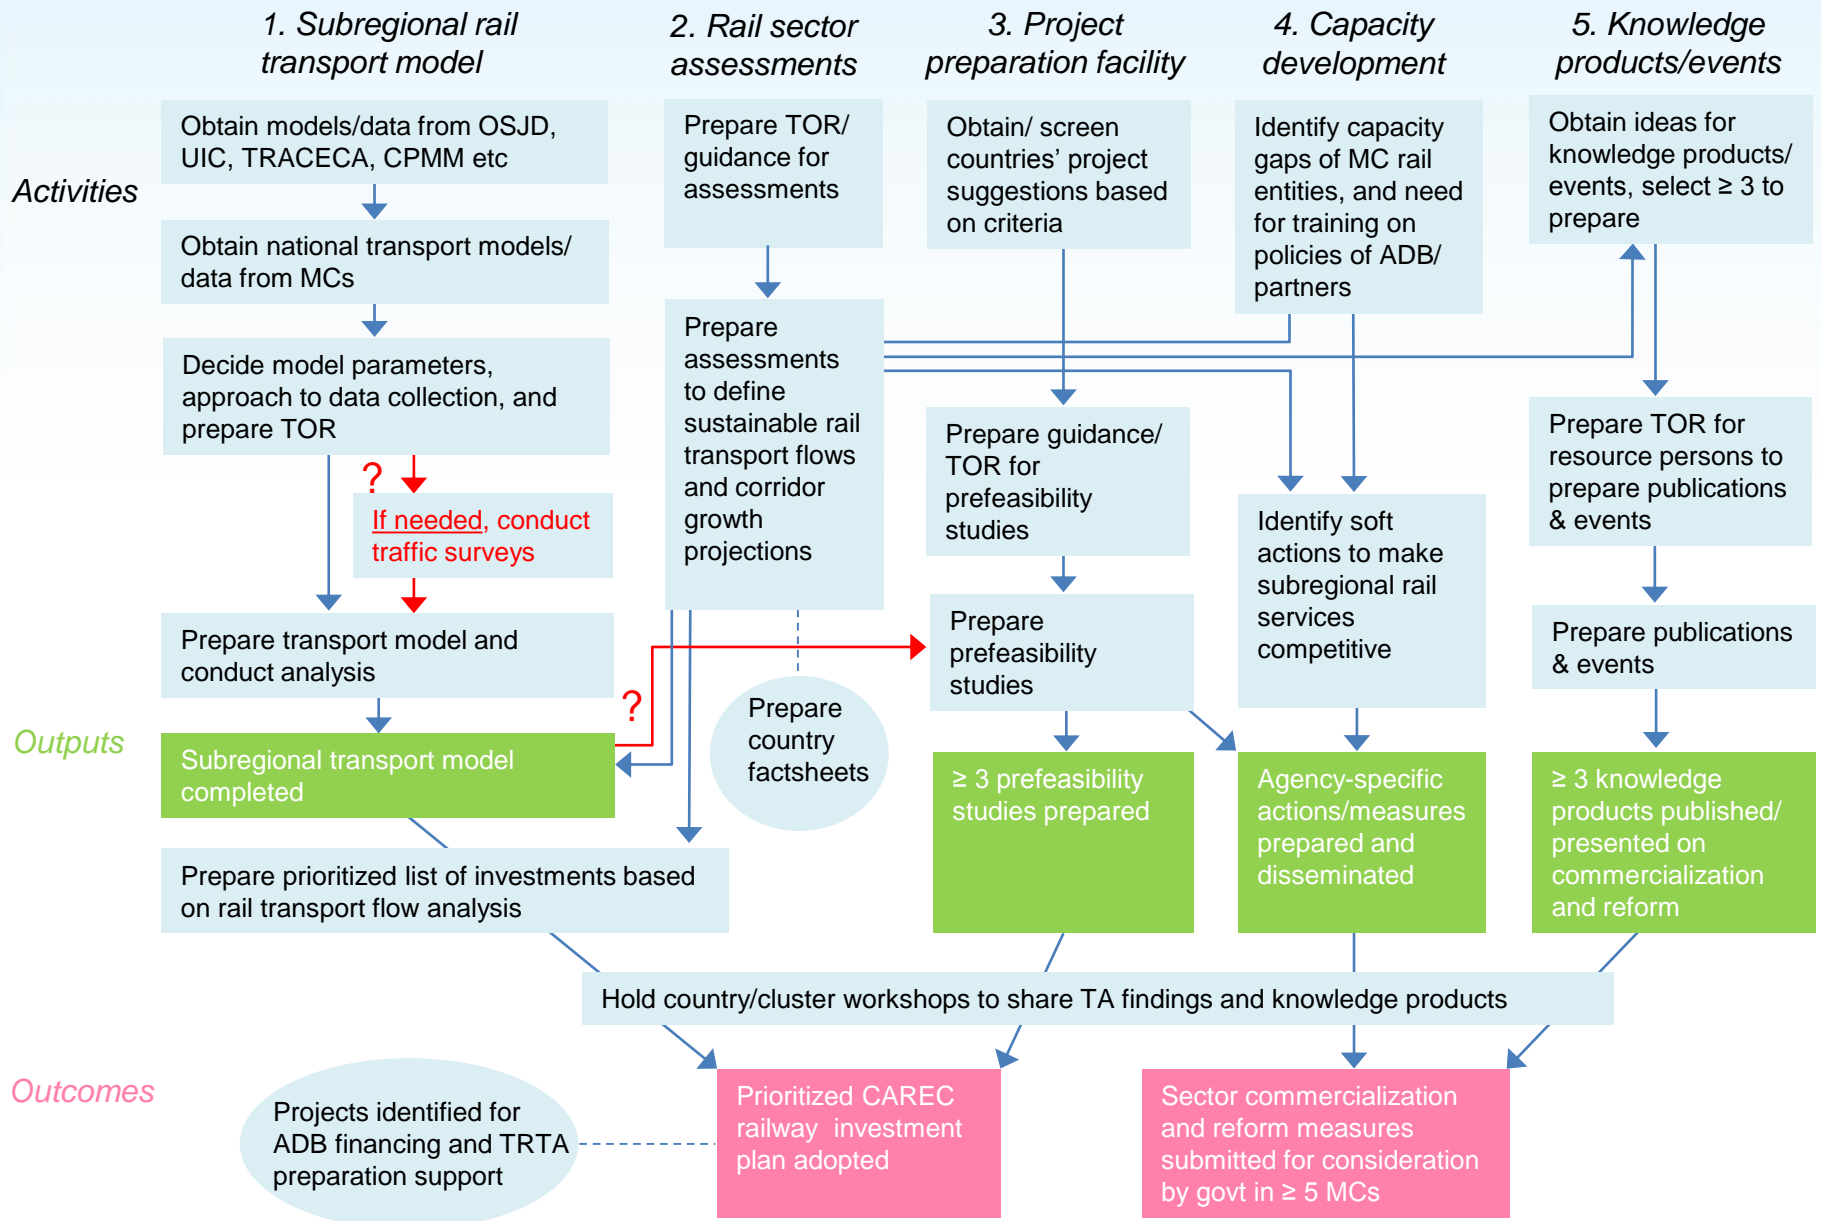 1. Subregional rail
transport model
2. Rail sector
assessments
3. Project
preparation facility
4. Capacity
development
5. Knowledge
products/events
Activities
Obtain models/data from OSJD,
UIC, TRACECA, CPMM etc
Obtain national transport models/
data from MCs
Decide model parameters,
approach to data collection, and
prepare TOR
?
If needed, conduct
traffic surveys
Prepare transport model and
conduct analysis
?
Prepare TOR/
guidance for
assessments
Prepare
assessments
to define
sustainable rail
transport flows
and corridor
growth
projections
Prepare
country
factsheets
Obtain/ screen
countries' project
suggestions based
on criteria
Prepare guidance/
TOR for
prefeasibility
studies
Prepare
prefeasibility
studies
Identify capacity
gaps of MC rail
entities, and need
for training on
policies of ADB/
partners
Identify soft
actions to make
subregional rail
services
competitive
Obtain ideas for
knowledge products/
events, select ≥ 3 to
prepare
Prepare TOR for
resource persons to
prepare publications
& events
Prepare publications
& events
Outputs
Subregional transport model
completed
Prepare prioritized list of investments based
on rail transport flow analysis
≥ 3 prefeasibility
studies prepared
Agency-specific
actions/measures
prepared and
disseminated
≥ 3 knowledge
products published/
presented on
commercialization
and reform
Hold country/cluster workshops to share TA findings and knowledge products
Outcomes
Projects identified for
ADB financing and TRTA
preparation support
Prioritized CAREC
railway investment
plan adopted
Sector commercialization
and reform measures
submitted for consideration
by govt in ≥ 5 MCs